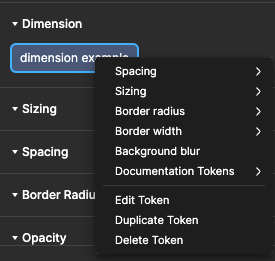 Dimension
dimension example
Spacing
Sizing
Border radius
Border width
Background blur
Documentation Tokens
Edit Token
Duplicate Token
Delete Token
Sizing
Spacing
Border Radiu
Opacity